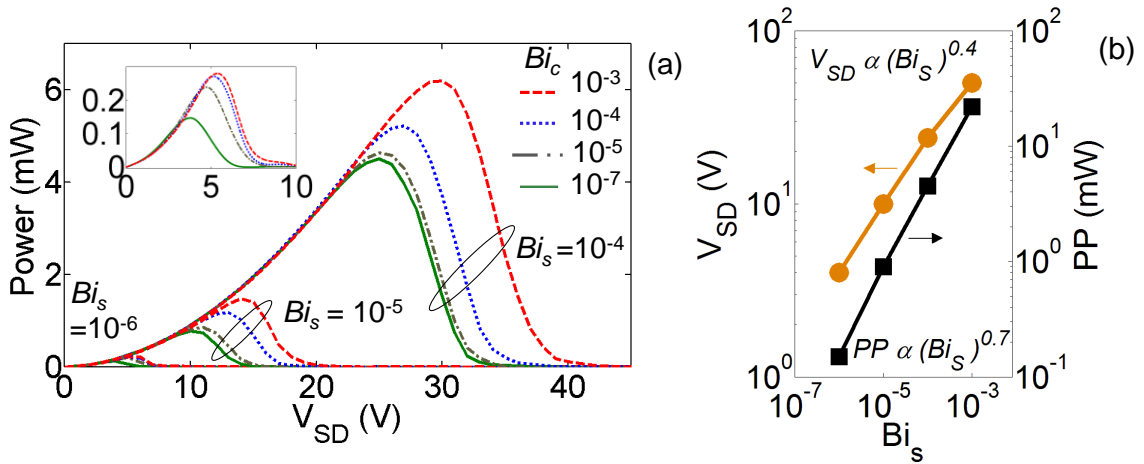 (a)
Power (mW)
6
4
2
0
0 10 20 30 40
V_SD (V)
0.2
0.1
0
0 5 10
Bi_c
10^-3
10^-4
10^-5
10^-7
Bi_s =10^-4
Bi_s = 10^-5
Bi_s
=10^-6
(b)
V_SD α (Bi_S)^0.4
PP α (Bi_S)^0.7
V_SD (V)
10^2
10^1
10^0
PP (mW)
10^2
10^1
10^0
10^-1
10^-7 10^-5 10^-3
Bi_s